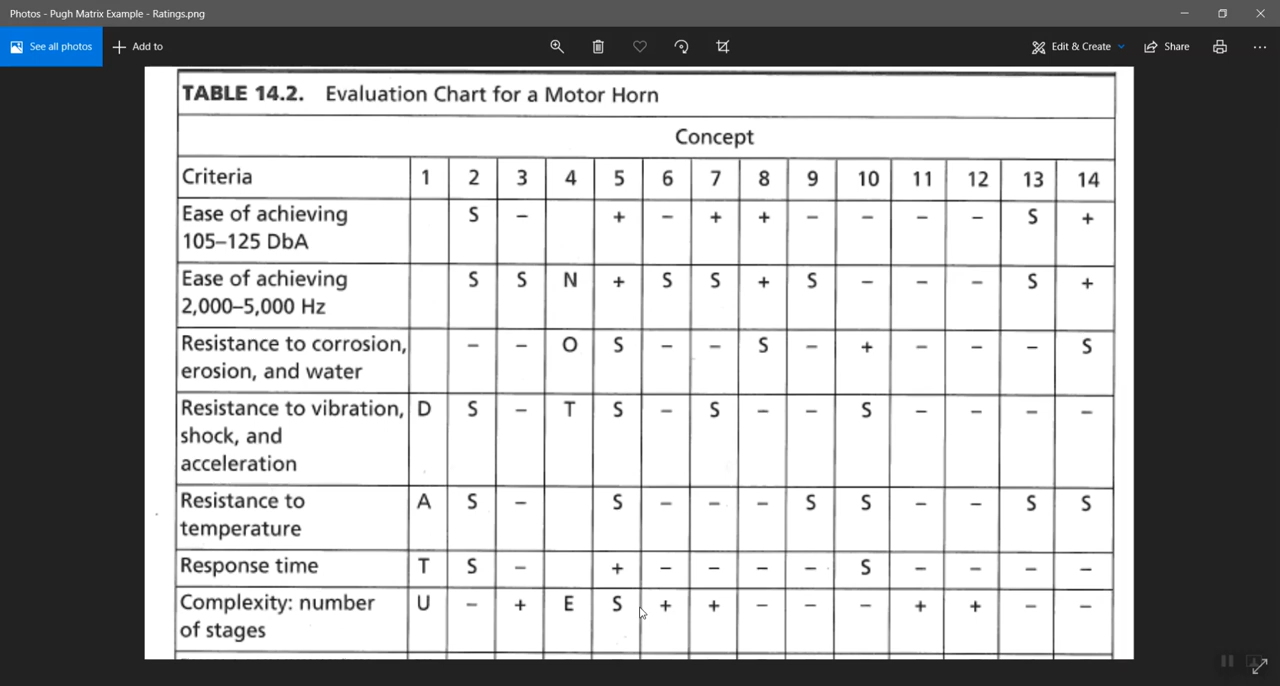 Photos - Pugh Matrix Example - Ratings.png
See all photos
Add to
Edit & Create
Share
TABLE 14.2. Evaluation Chart for a Motor Horn
Concept
Criteria 1 2 3 4 5 6 7 8 9 10 11 12 13 14
Ease of achieving S – + – + + – – – – S +
105–125 DbA
Ease of achieving S S N + S S + S – – – S +
2,000–5,000 Hz
Resistance to corrosion, – – O S – – S – + – – – S
erosion, and water
Resistance to vibration, D S – T S – S – – S – – – –
shock, and
acceleration
Resistance to A S – S – – – S S – – S S
temperature
Response time T S – + – – – – S – – – –
Complexity: number U – + E S + + – – – + + – –
of stages